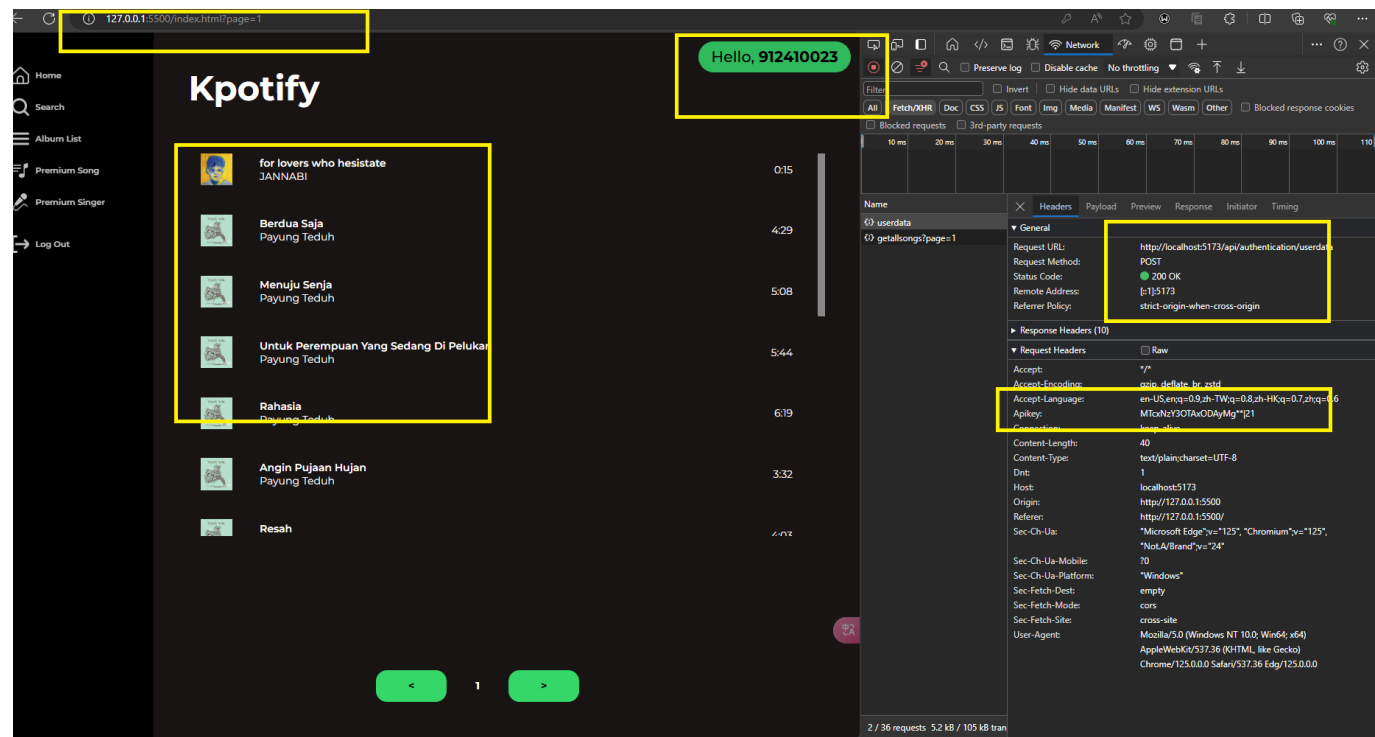 127.0.0.1:5500/index.html?page=1
Home
Search
Album List
Premium Song
Premium Singer
Log Out
Kpotify
Hello, 912410023
for lovers who hesistate
JANNABI
0:15
Berdua Saja
Payung Teduh
4:29
Menuju Senja
Payung Teduh
5:08
Untuk Perempuan Yang Sedang Di Pelukan
Payung Teduh
5:44
Rahasia
Payung Teduh
6:19
Angin Pujaan Hujan
Payung Teduh
3:32
Resah
4:03
< 1 >
Network
Preserve log Disable cache No throttling
Filter Invert Hide data URLs Hide extension URLs
All Fetch/XHR Doc CSS JS Font Img Media Manifest WS Wasm Other Blocked response cookies
Blocked requests 3rd-party requests
10 ms 20 ms 30 ms 40 ms 50 ms 60 ms 70 ms 80 ms 90 ms 100 ms 110
Name
userdata
getallsongs?page=1
Headers Payload Preview Response Initiator Timing
General
Request URL: http://localhost:5173/api/authentication/userdata
Request Method: POST
Status Code: 200 OK
Remote Address: [::1]:5173
Referrer Policy: strict-origin-when-cross-origin
Response Headers (10)
Request Headers Raw
Accept: */*
Accept-Encoding: gzip, deflate, br, zstd
Accept-Language: en-US,en;q=0.9,zh-TW;q=0.8,zh-HK;q=0.7,zh;q=0.6
Apikey: MTcxNzY3OTAxODAyMg**|21
Connection: keep-alive
Content-Length: 40
Content-Type: text/plain;charset=UTF-8
Dnt: 1
Host: localhost:5173
Origin: http://127.0.0.1:5500
Referer: http://127.0.0.1:5500/
Sec-Ch-Ua: "Microsoft Edge";v="125", "Chromium";v="125",
"Not.A/Brand";v="24"
Sec-Ch-Ua-Mobile: ?0
Sec-Ch-Ua-Platform: "Windows"
Sec-Fetch-Dest: empty
Sec-Fetch-Mode: cors
Sec-Fetch-Site: cross-site
User-Agent: Mozilla/5.0 (Windows NT 10.0; Win64; x64)
AppleWebKit/537.36 (KHTML, like Gecko)
Chrome/125.0.0.0 Safari/537.36 Edg/125.0.0.0
2 / 36 requests 5.2 kB / 105 kB tran